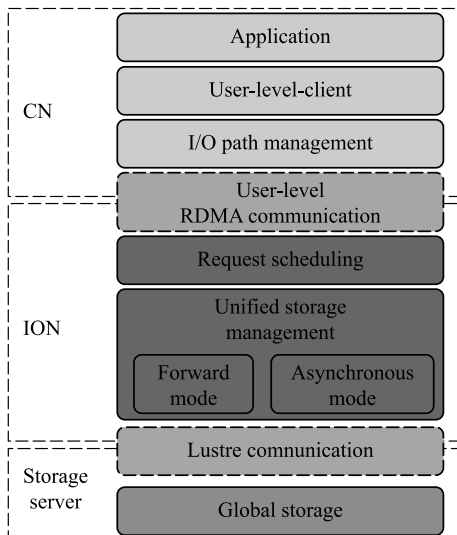 Application
CN
User-level-client
I/O path management
User-level
RDMA communication
Request scheduling
ION
Unified storage
management
Forward
mode
Asynchronous
mode
Lustre comnunication
Storage
server
Global storage